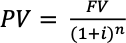 PV = FV / (1+i)^n